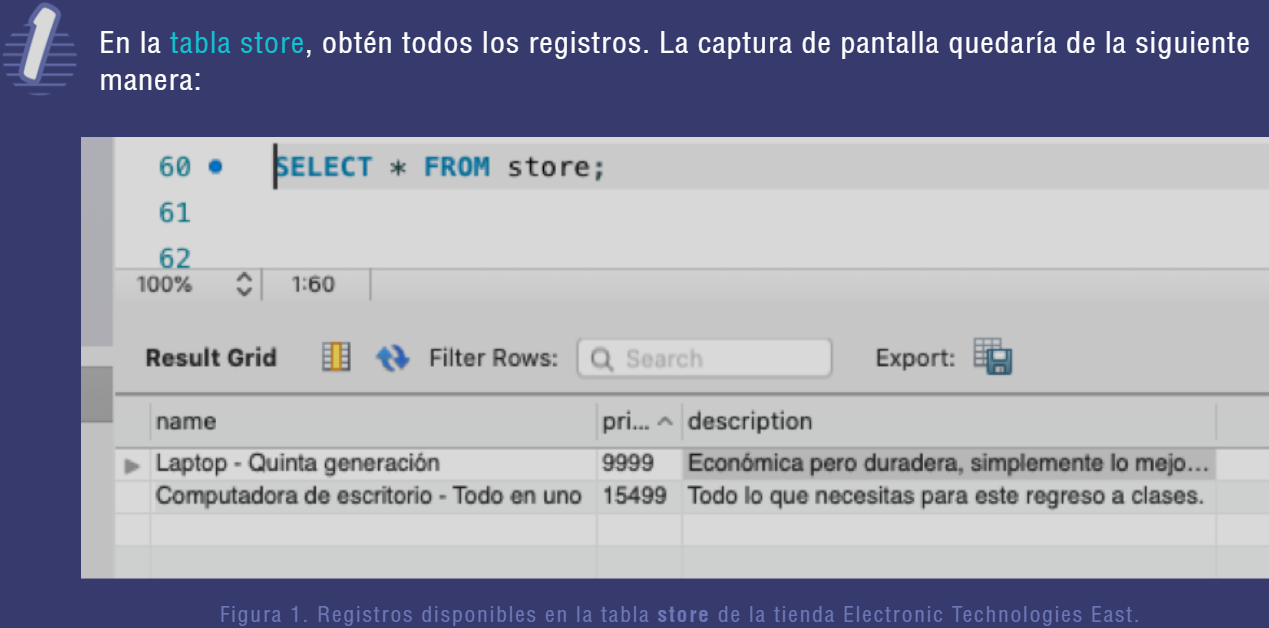 1
En la tabla store, obtén todos los registros. La captura de pantalla quedaría de la siguiente
manera:
60 SELECT * FROM store;
61
62
100% 1:60
Result Grid Filter Rows: Search Export:
name pri... description
Laptop - Quinta generación 9999 Económica pero duradera, simplemente lo mejo...
Computadora de escritorio - Todo en uno 15499 Todo lo que necesitas para este regreso a clases.
Figura 1. Registros disponibles en la tabla store de la tienda Electronic Technologies East.